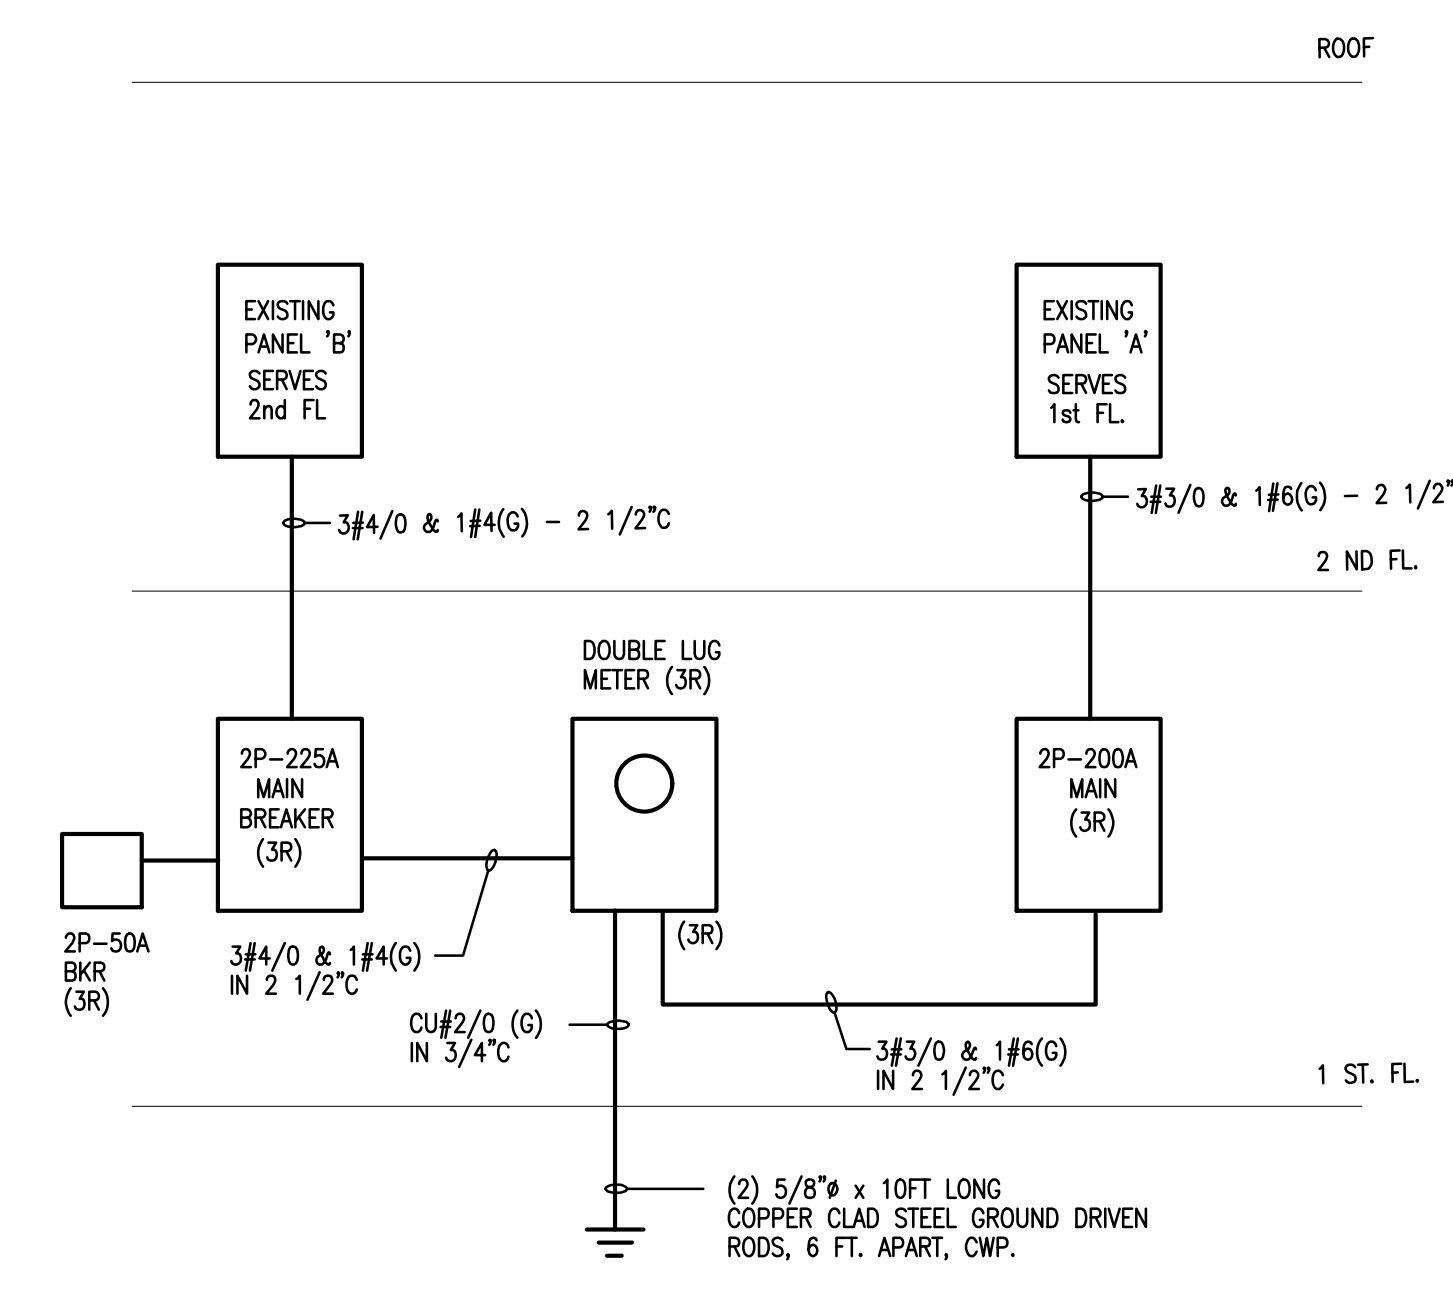 ROOF
EXISTING
PANEL 'B'
SERVES
2nd FL
EXISTING
PANEL 'A'
SERVES
1st FL.
3#4/0 & 1#4(G) - 2 1/2"C
3#3/0 & 1#6(G) - 2 1/2"
2 ND FL.
DOUBLE LUG
METER (3R)
2P-225A
MAIN
BREAKER
(3R)
2P-200A
MAIN
(3R)
2P-50A
BKR
(3R)
3#4/0 & 1#4(G)
IN 2 1/2"C
(3R)
CU#2/0 (G)
IN 3/4"C
3#3/0 & 1#6(G)
IN 2 1/2"C
1 ST. FL.
(2) 5/8"ø x 10FT LONG
COPPER CLAD STEEL GROUND DRIVEN
RODS, 6 FT. APART, CWP.